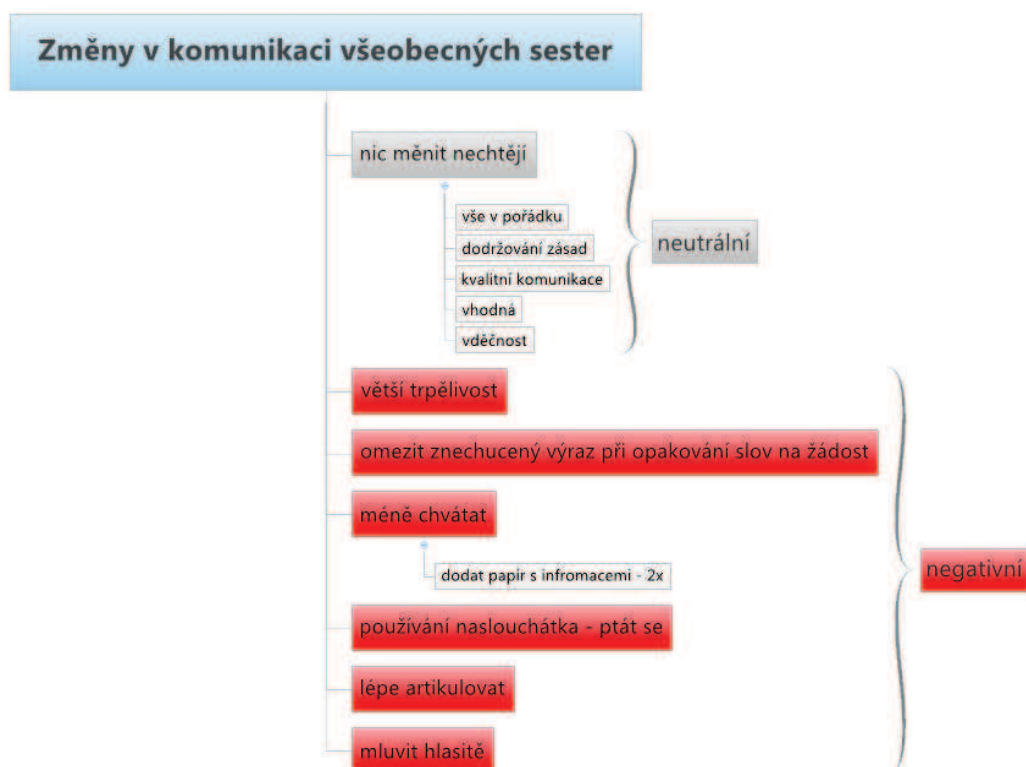 Změny v komunikaci všeobecných sester
nic měnit nechtějí
vše v pořádku
dodržování zásad
kvalitní komunikace
vhodná
vděčnost
neutrální
větší trpělivost
omezit znechucený výraz při opakování slov na žádost
méně chvátat
dodat papír s infromacemi - 2x
negativní
používání naslouchátka - ptát se
lépe artikulovat
mluvit hlasitě